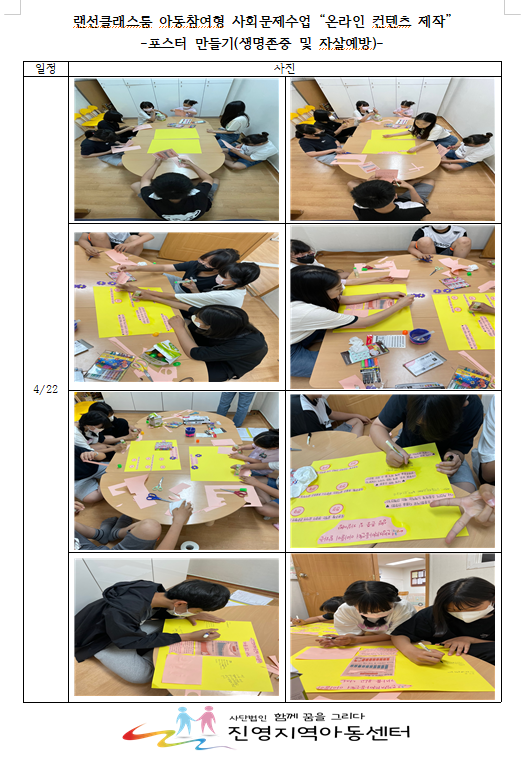 랜선클래스룸 아동참여형 사회문제수업 “온라인 컨텐츠 제작”
-포스터 만들기(생명존중 및 자살예방)-
일정 사진
4/22
사단법인 함께 꿈을 그리다
진영지역아동센터